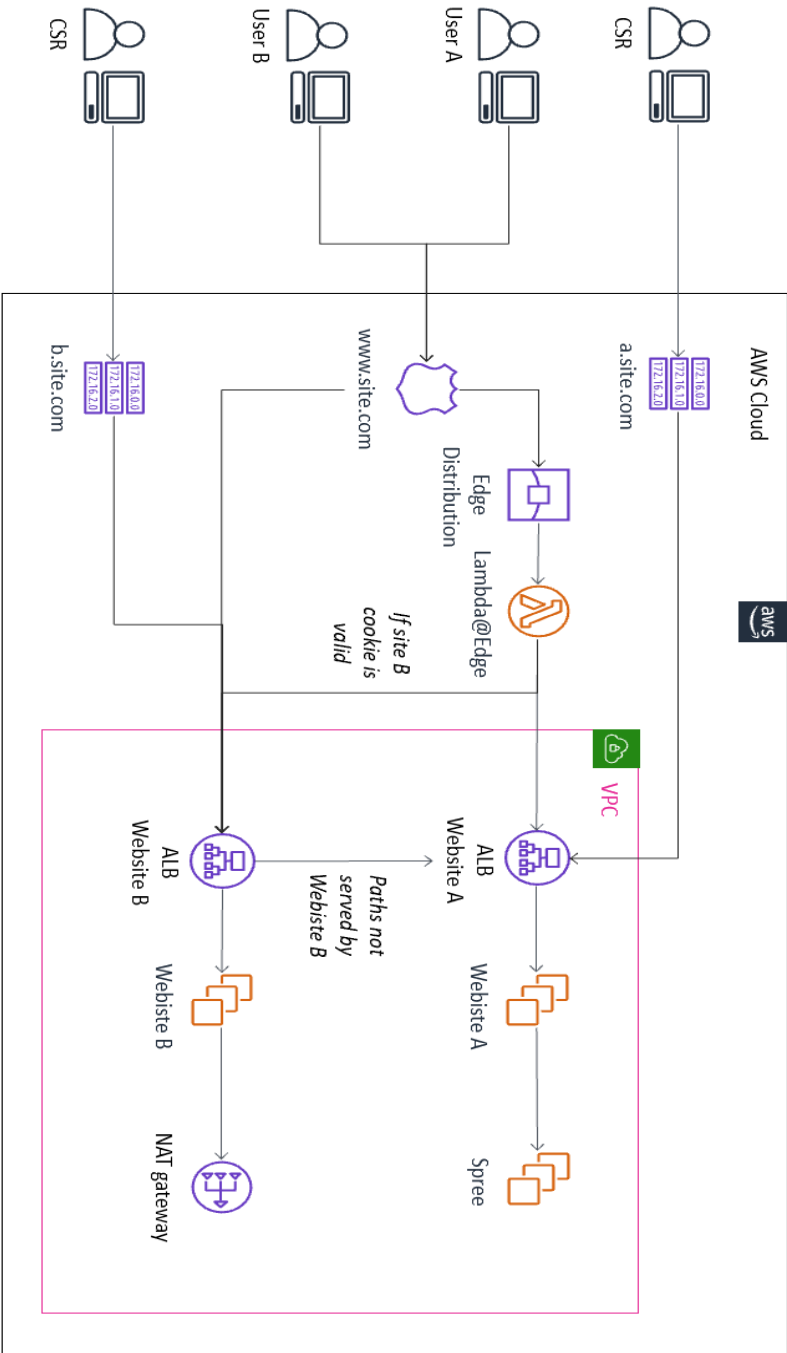 AWS Cloud
aws
CSR
172.16.0.0
172.16.1.0
172.16.2.0
a.site.com
VPC
User A
Edge
Distribution
Lambda@Edge
ALB
Website A
Webiste A
Spree
User B
www.site.com
If site B
cookie is
valid
Paths not
served by
Webiste B
CSR
172.16.0.0
172.16.1.0
172.16.2.0
b.site.com
ALB
Website B
Webiste B
NAT gateway